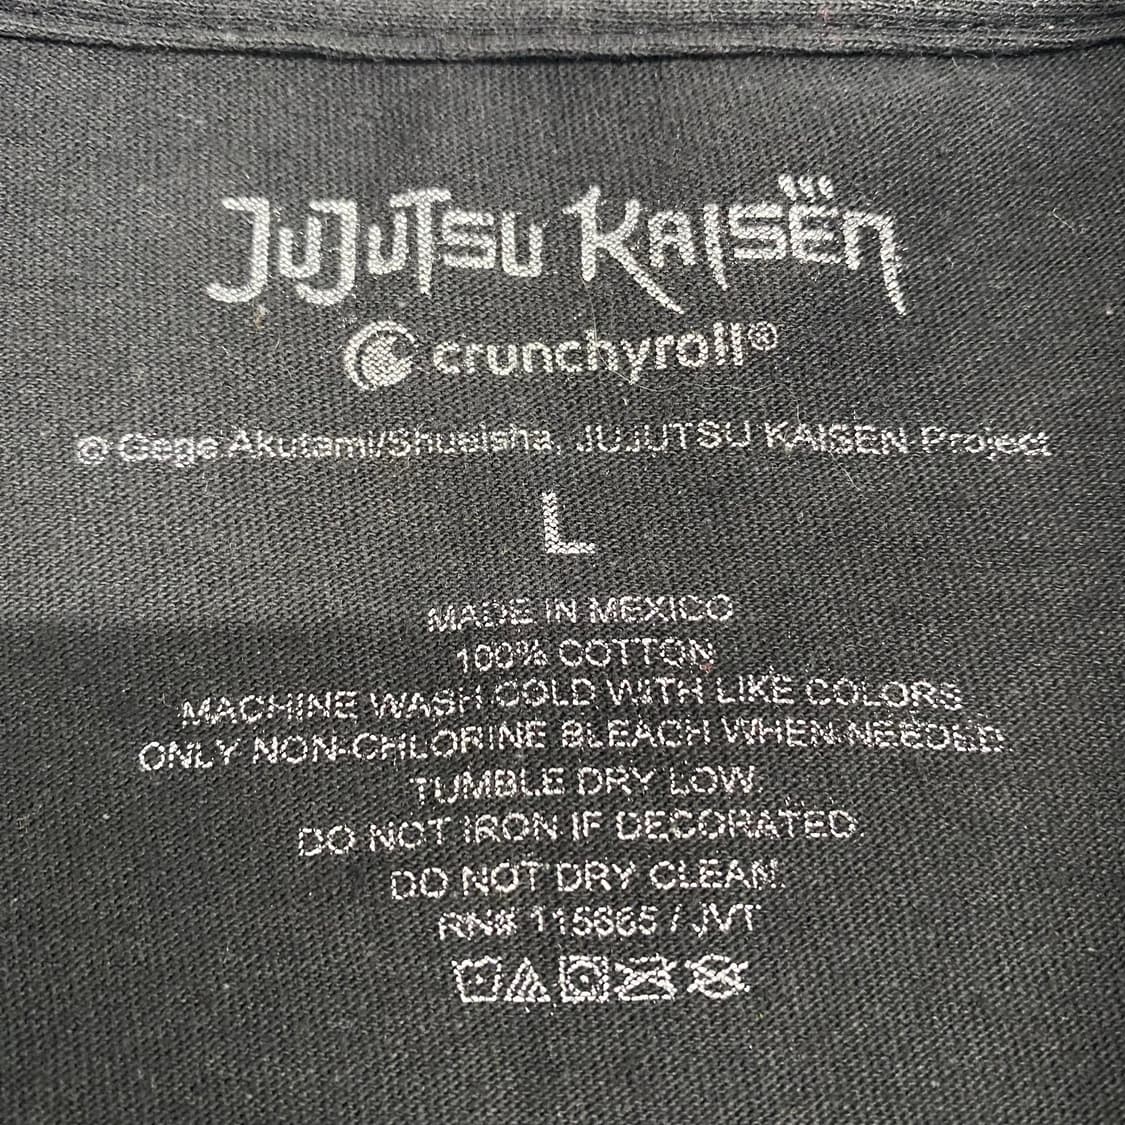 JUJUTSU KAISEN
crunchyroll®
© Gege Akutami/Shueisha, JUJUTSU KAISEN Project
L
MADE IN MEXICO
100% COTTON
MACHINE WASH COLD WITH LIKE COLORS
ONLY NON-CHLORINE BLEACH WHEN NEEDED.
TUMBLE DRY LOW.
DO NOT IRON IF DECORATED.
DO NOT DRY CLEAN.
RN# / JVT